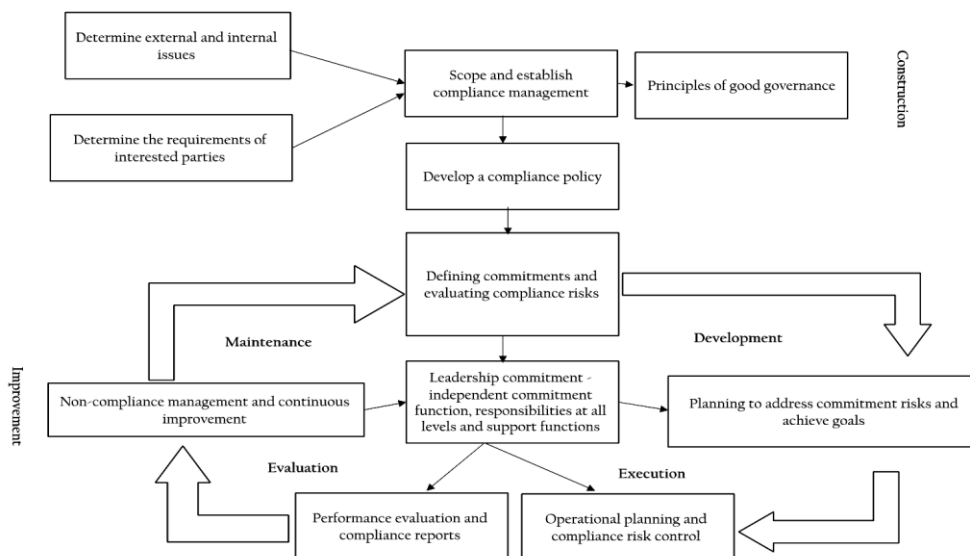 Determine external and internal
issues
Scope and establish
compliance management
Principles of good governance
Construction
Determine the requirements of
interested parties
Develop a compliance policy
Defining commitments and
evaluating compliance risks
Maintenance
Development
Improvement
Non-compliance management and continuous
improvement
Leadership commitment -
independent commitment
function, responsibilities at all
levels and support functions
Planning to address commitment risks and
achieve goals
Evaluation
Execution
Performance evaluation and
compliance reports
Operational planning and
compliance risk control